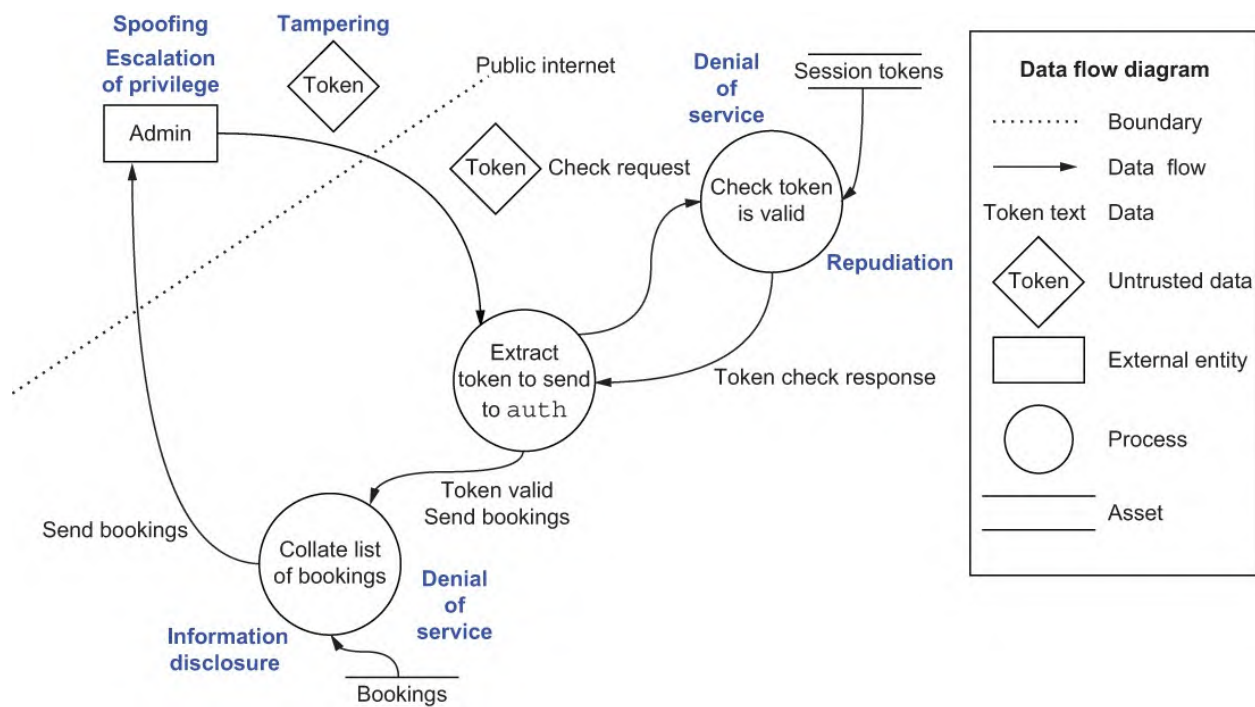 Spoofing
Escalation
of privilege
Tampering
Token
Public internet
Admin
Denial
of
service
Session tokens
Token
Check request
Check token
is valid
Repudiation
Extract
token to send
to auth
Token check response
Token valid
Send bookings
Send bookings
Collate list
of bookings
Denial
of
service
Information
disclosure
Bookings
Data flow diagram
Boundary
Data flow
Token text Data
Token
Untrusted data
External entity
Process
Asset